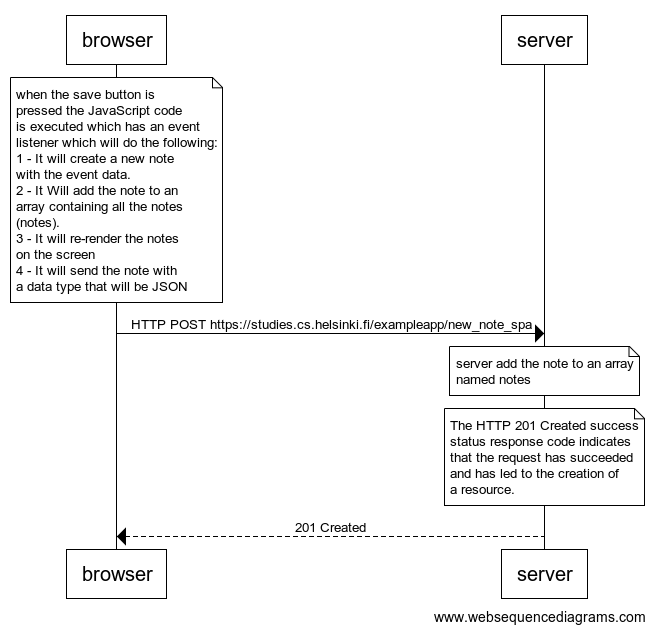 browser
server
when the save button is
pressed the JavaScript code
is executed which has an event
listener which will do the following:
1 - It will create a new note
with the event data.
2 - It Will add the note to an
array containing all the notes
(notes).
3 - It will re-render the notes
on the screen
4 - It will send the note with
a data type that will be JSON
HTTP POST https://studies.cs.helsinki.fi/exampleapp/new_note_spa
server add the note to an array
named notes
The HTTP 201 Created success
status response code indicates
that the request has succeeded
and has led to the creation of
a resource.
201 Created
browser
server
www.websequencediagrams.com